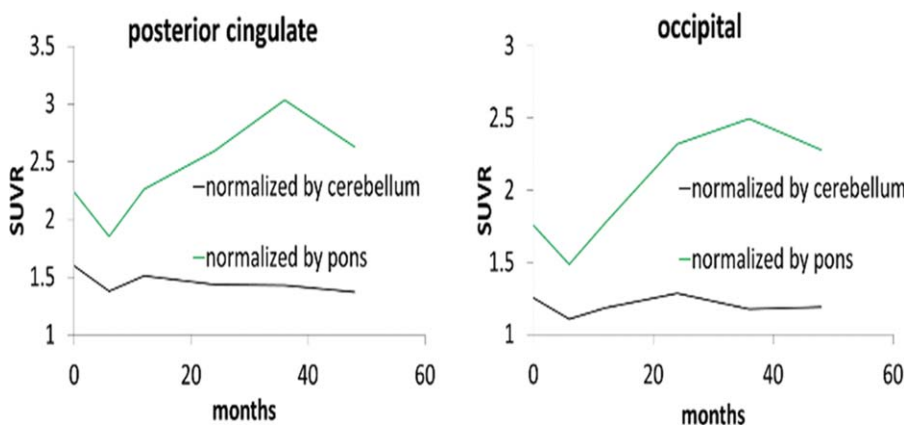 posterior cingulate
3.5
3
2.5
2
1.5
1
SUVR
normalized by cerebellum
normalized by pons
0 20 40 60
months
occipital
3
2.5
2
1.5
1
SUVR
normalized by cerebellum
normalized by pons
0 20 40 60
months